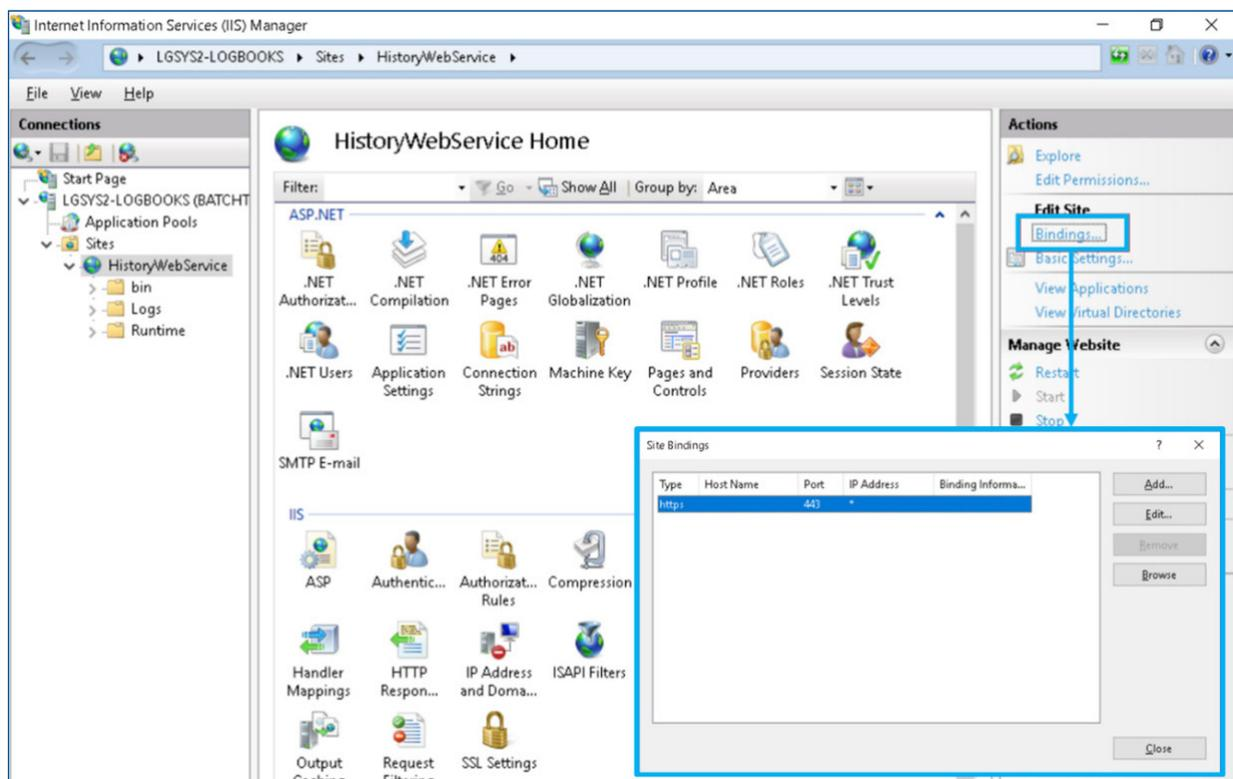 Internet Information Services (IIS) Manager
LGSYS2-LOGBOOKS Sites HistoryWebService
File View Help
Connections
Start Page
LGSYS2-LOGBOOKS (BATCHT
Application Pools
Sites
HistoryWebService
bin
Logs
Runtime
HistoryWebService Home
Filter: Go Show All Group by: Area
ASP.NET
.NET Authorizat...
.NET Compilation
.NET Error Pages
.NET Globalization
.NET Profile
.NET Roles
.NET Trust Levels
.NET Users
Application Settings
Connection Strings
Machine Key
Pages and Controls
Providers
Session State
SMTP E-mail
IIS
ASP
Authentic...
Authorizat... Rules
Compression
Handler Mappings
HTTP Respon...
IP Address and Doma...
ISAPI Filters
Output Caching
Request Filtering
SSL Settings
Actions
Explore
Edit Permissions...
Edit Site
Bindings...
Basic Settings...
View Applications
View Virtual Directories
Manage Website
Restart
Start
Stop
Site Bindings
Type Host Name Port IP Address Binding Informa...
https 443 *
Add...
Edit...
Remove
Browse
Close